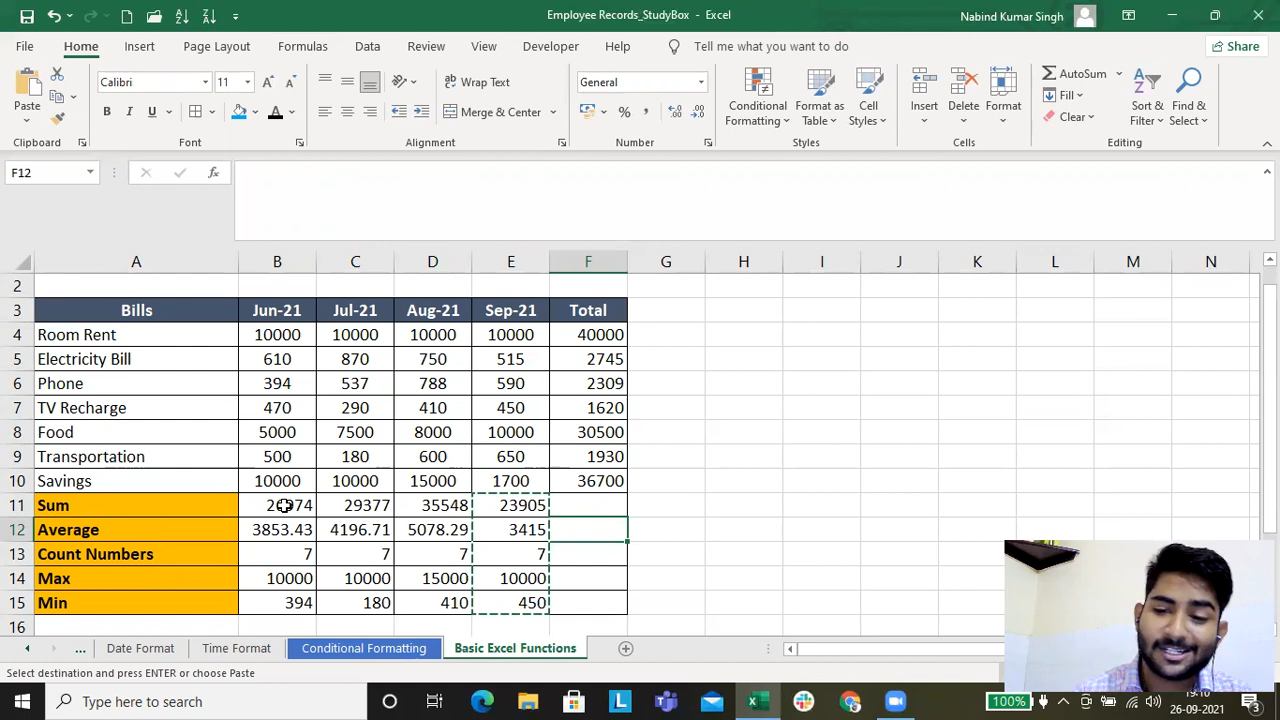 Employee Records_StudyBox - Excel
Nabind Kumar Singh
File Home Insert Page Layout Formulas Data Review View Developer Help Tell me what you want to do Share
Paste
Calibri 11
B I U
Wrap Text
Merge & Center
General
Conditional Formatting
Format as Table
Cell Styles
Insert Delete Format
AutoSum
Fill
Clear
Sort & Filter
Find & Select
Clipboard Font Alignment Number Styles Cells Editing
F12 fx
A B C D E F G H I J K L M N
2
3 Bills Jun-21 Jul-21 Aug-21 Sep-21 Total
4 Room Rent 10000 10000 10000 10000 40000
5 Electricity Bill 610 870 750 515 2745
6 Phone 394 537 788 590 2309
7 TV Recharge 470 290 410 450 1620
8 Food 5000 7500 8000 10000 30500
9 Transportation 500 180 600 650 1930
10 Savings 10000 10000 15000 1700 36700
11 Sum 29377 35548 23905
12 Average 3853.43 4196.71 5078.29 3415
13 Count Numbers 7 7 7 7
14 Max 10000 10000 15000 10000
15 Min 394 180 410 450
16
... Date Format Time Format Conditional Formatting Basic Excel Functions
Select destination and press ENTER or choose Paste
Type here to search
100%
19:10
26-09-2021